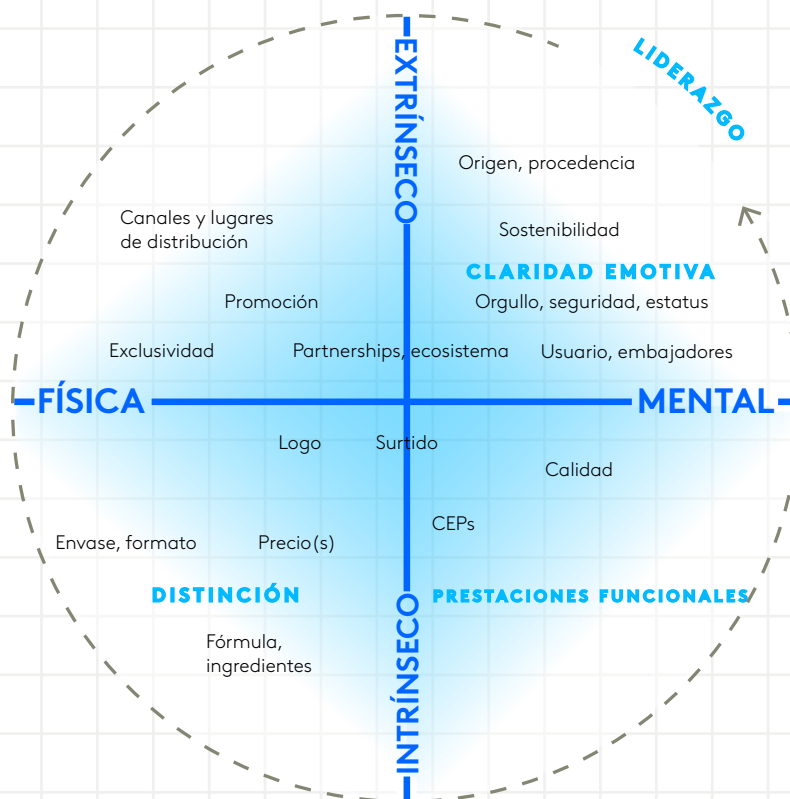 EXTRÍNSECO
LIDERAZGO
Origen, procedencia
Canales y lugares
de distribución
Sostenibilidad
CLARIDAD EMOTIVA
Promoción
Orgullo, seguridad, estatus
Exclusividad
Partnerships, ecosistema
Usuario, embajadores
FÍSICA
MENTAL
Logo
Surtido
Calidad
CEPs
Envase, formato
Precio(s)
DISTINCIÓN
PRESTACIONES FUNCIONALES
Fórmula,
ingredientes
INTRÍNSECO